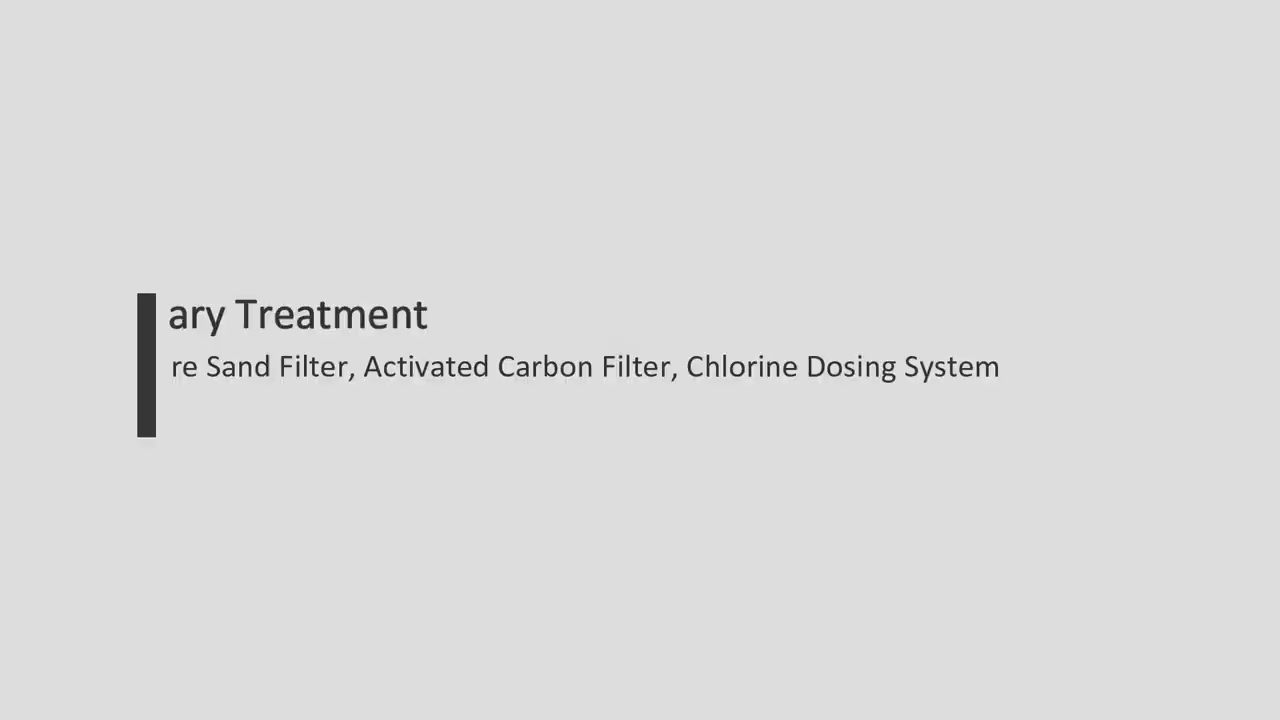 ary Treatment
re Sand Filter, Activated Carbon Filter, Chlorine Dosing System